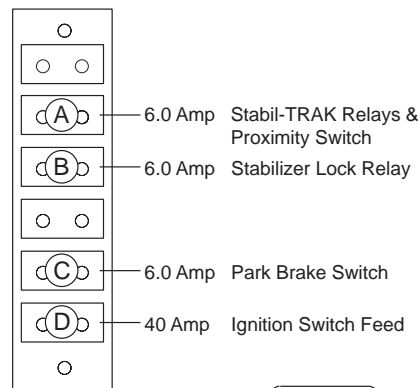 A 6.0 Amp Stabil-TRAK Relays &
Proximity Switch
B 6.0 Amp Stabilizer Lock Relay
C 6.0 Amp Park Brake Switch
D 40 Amp Ignition Switch Feed